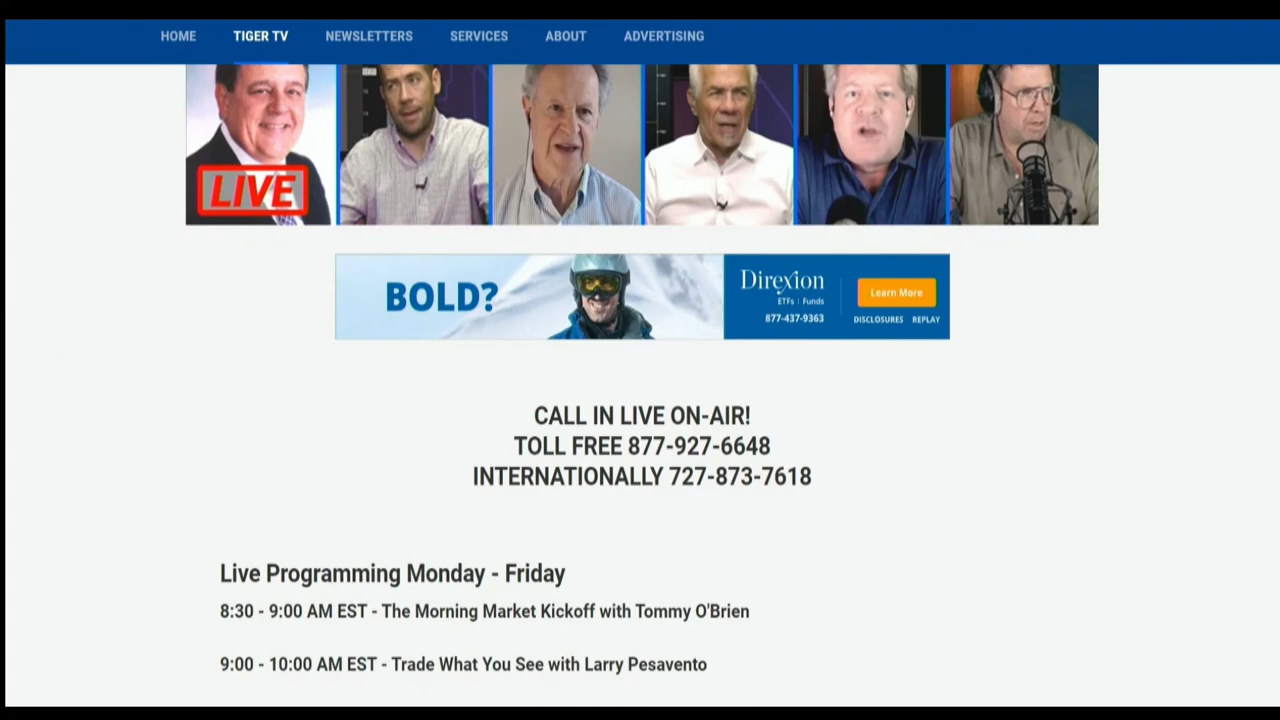 HOME TIGER TV NEWSLETTERS SERVICES ABOUT ADVERTISING
LIVE
BOLD?
Direxion
ETFs | Funds
877-437-9363
Learn More
DISCLOSURES REPLAY
CALL IN LIVE ON-AIR!
TOLL FREE 877-927-6648
INTERNATIONALLY 727-873-7618
Live Programming Monday - Friday
8:30 - 9:00 AM EST - The Morning Market Kickoff with Tommy O'Brien
9:00 - 10:00 AM EST - Trade What You See with Larry Pesavento